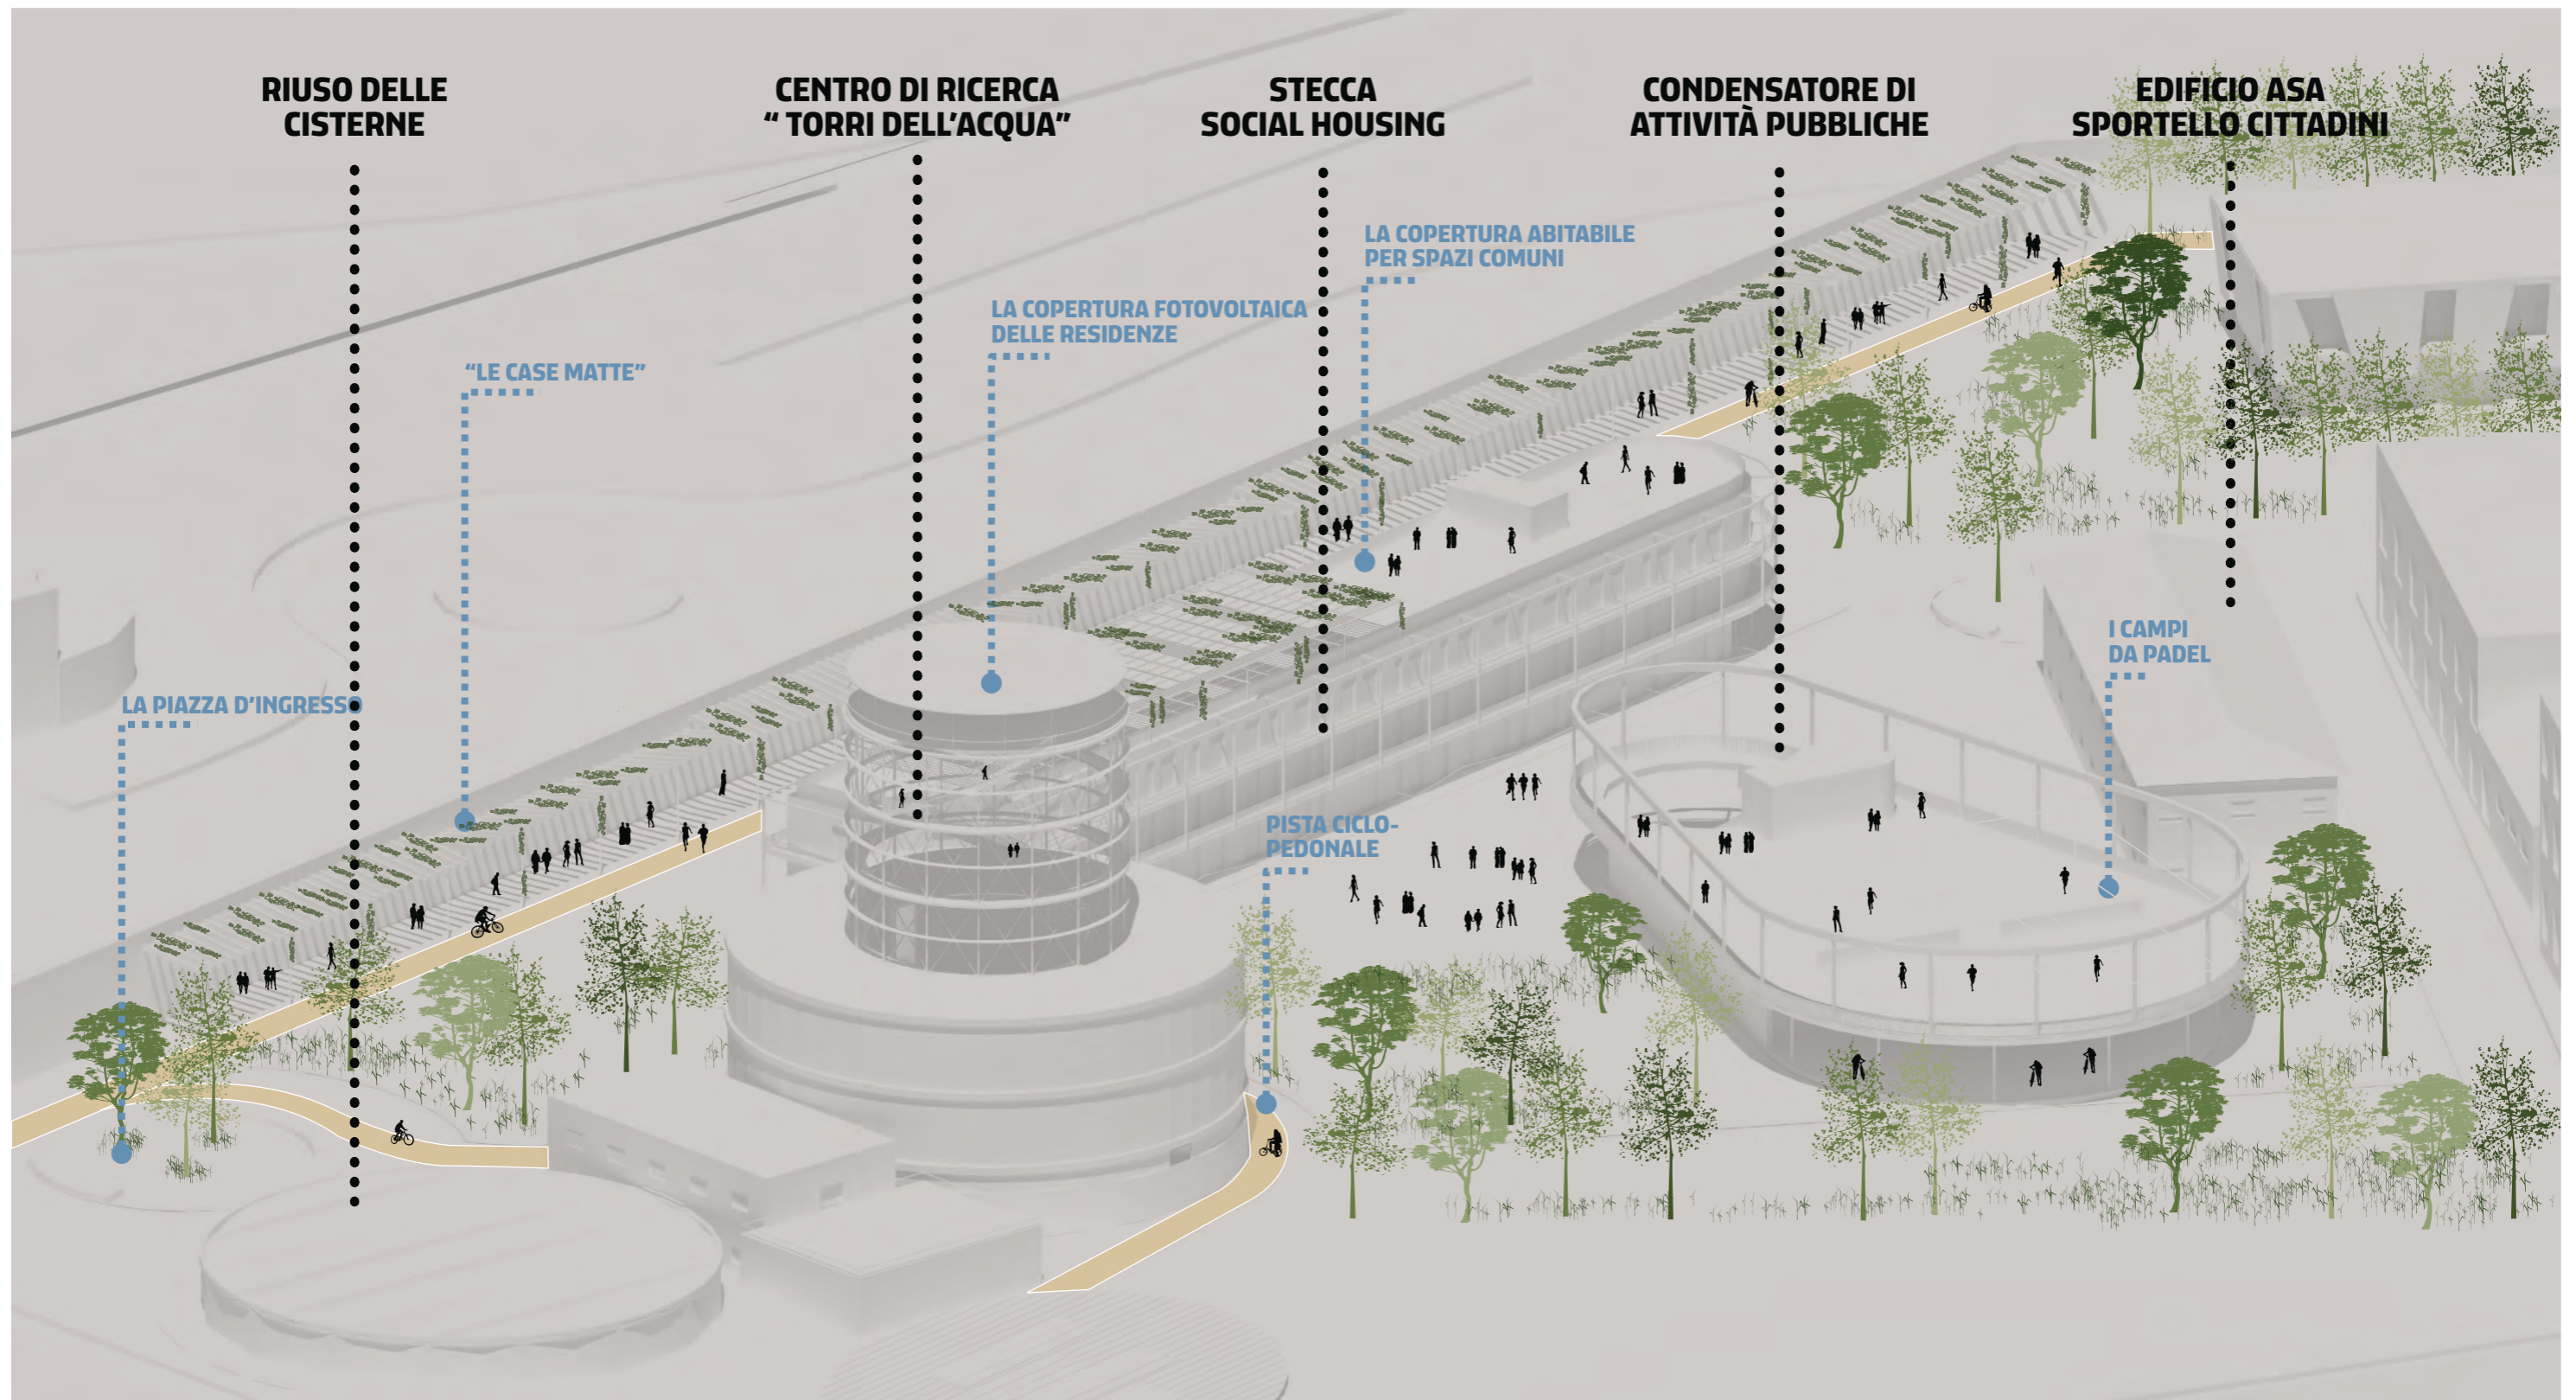 RIUSO DELLE
CISTERNE
CENTRO DI RICERCA
“ TORRI DELL’ACQUA”
STECCA
SOCIAL HOUSING
CONDENSATORE DI
ATTIVITÀ PUBBLICHE
EDIFICIO ASA
SPORTELLO CITTADINI
LA COPERTURA ABITABILE
PER SPAZI COMUNI
LA COPERTURA FOTOVOLTAICA
DELLE RESIDENZE
“LE CASE MATTE”
I CAMPI
DA PADEL
LA PIAZZA D’INGRESSO
PISTA CICLO-
PEDONALE